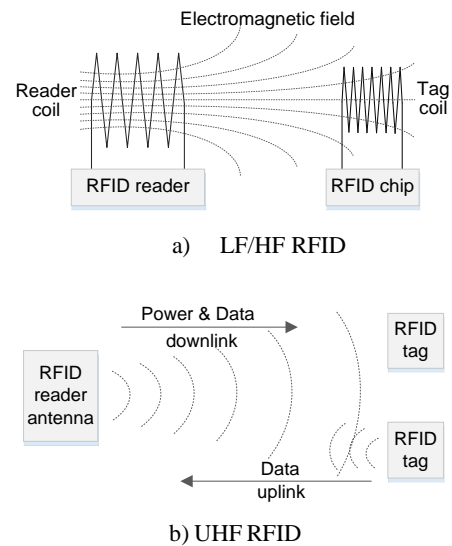 Electromagnetic field
Reader
coil
Tag
coil
RFID reader
RFID chip
a) LF/HF RFID
Power & Data
downlink
RFID
reader
antenna
RFID
tag
RFID
tag
Data
uplink
b) UHF RFID